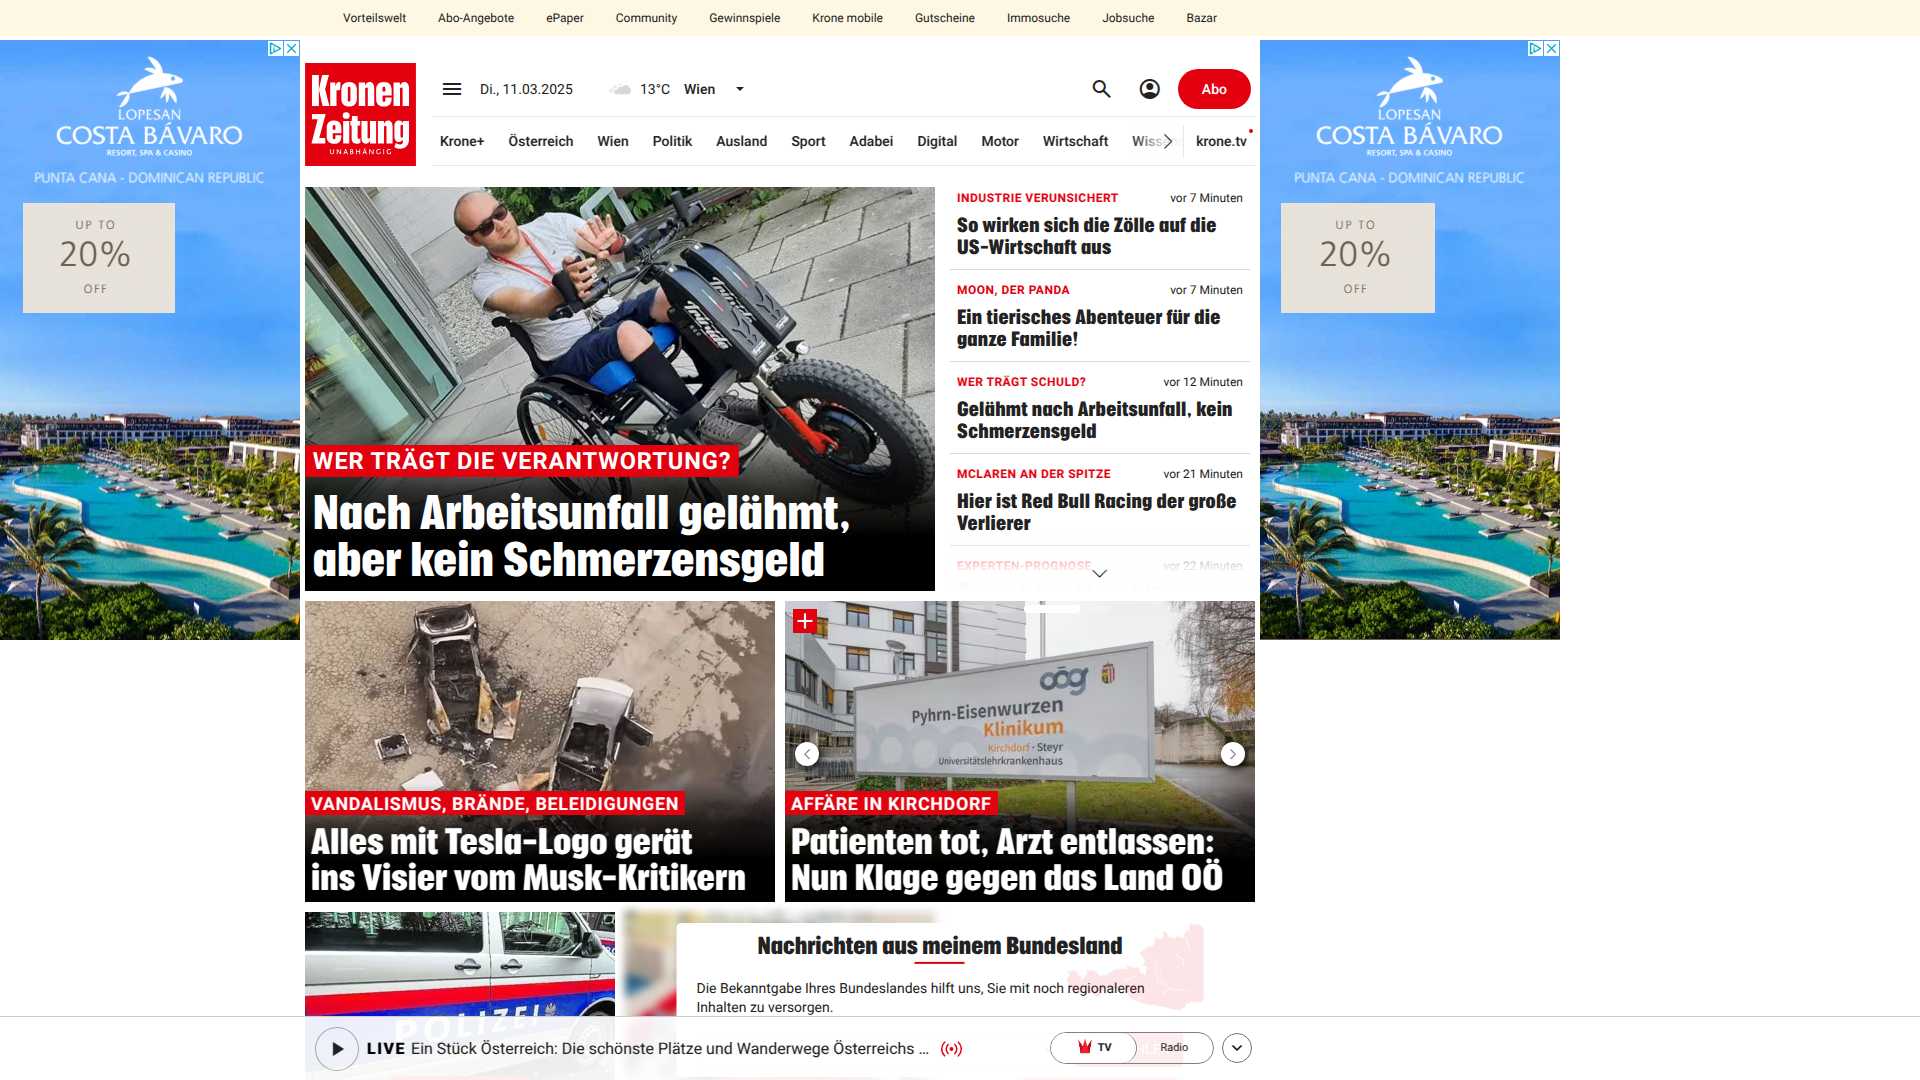 Vorteilswelt Abo-Angebote ePaper Community Gewinnspiele Krone mobile Gutscheine Immosuche Jobsuche Bazar
LOPESAN
COSTA BÁVARO
RESORT, SPA & CASINO
PUNTA CANA - DOMINICAN REPUBLIC
UP TO
20%
OFF
Kronen
Zeitung
UNABHÄNGIG
Di., 11.03.2025 13°C Wien
Abo
Krone+ Österreich Wien Politik Ausland Sport Adabei Digital Motor Wirtschaft Wiss krone.tv
WER TRÄGT DIE VERANTWORTUNG?
Nach Arbeitsunfall gelähmt,
aber kein Schmerzensgeld
INDUSTRIE VERUNSICHERT vor 7 Minuten
So wirken sich die Zölle auf die
US-Wirtschaft aus
MOON, DER PANDA vor 7 Minuten
Ein tierisches Abenteuer für die
ganze Familie!
WER TRÄGT SCHULD? vor 12 Minuten
Gelähmt nach Arbeitsunfall, kein
Schmerzensgeld
MCLAREN AN DER SPITZE vor 21 Minuten
Hier ist Red Bull Racing der große
Verlierer
EXPERTEN-PROGNOSE vor 22 Minuten
LOPESAN
COSTA BÁVARO
RESORT, SPA & CASINO
PUNTA CANA - DOMINICAN REPUBLIC
UP TO
20%
OFF
VANDALISMUS, BRÄNDE, BELEIDIGUNGEN
Alles mit Tesla-Logo gerät
ins Visier vom Musk-Kritikern
oög
Pyhrn-Eisenwurzen
Klinikum
Kirchdorf · Steyr
Universitätslehrkrankenhaus
AFFÄRE IN KIRCHDORF
Patienten tot, Arzt entlassen:
Nun Klage gegen das Land OÖ
POLIZEI
Nachrichten aus meinem Bundesland
Die Bekanntgabe Ihres Bundeslandes hilft uns, Sie mit noch regionaleren
Inhalten zu versorgen.
LIVE Ein Stück Österreich: Die schönste Plätze und Wanderwege Österreichs ...
TV Radio